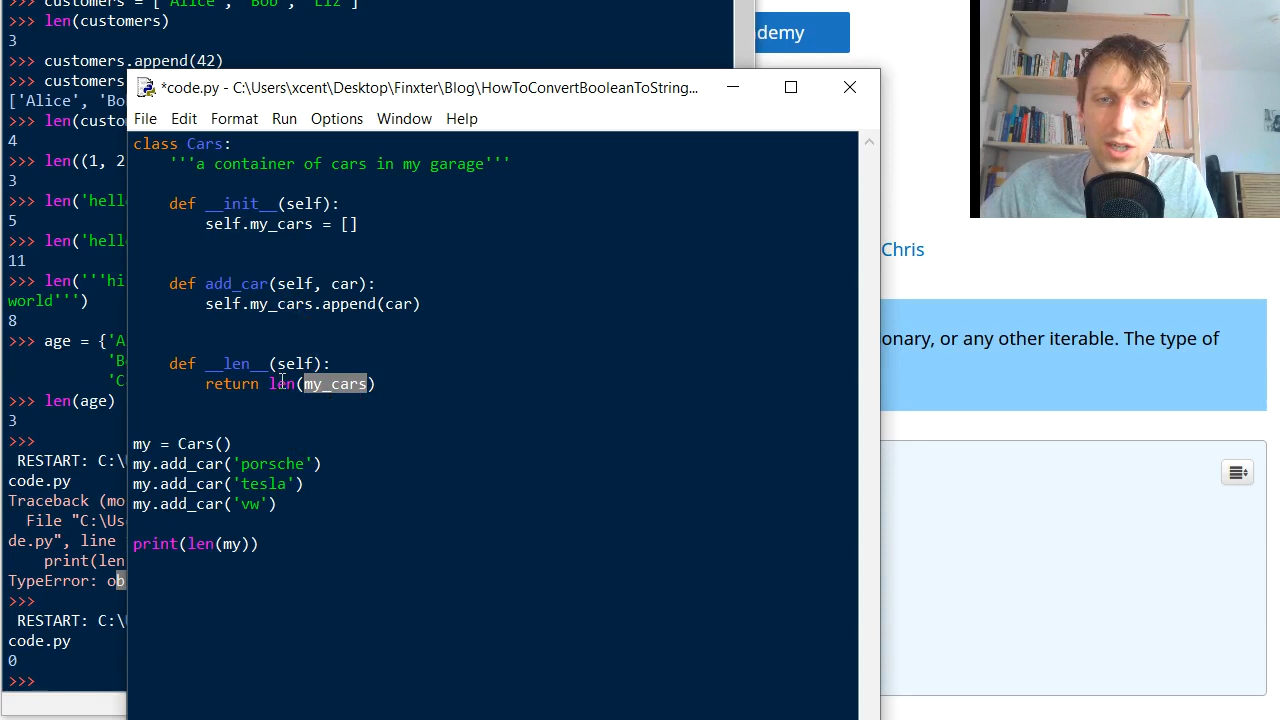 customers = ['Alice', 'Bob', 'Liz']
>>> len(customers)
3
>>> customers.append(42)
>>> customers
['Alice', 'Bo
>>> len(custo
4
>>> len((1, 2
3
>>> len('hell
5
>>> len('hell
11
>>> len('''hi
world''')
8
>>> age = {'A
'B
'C
>>> len(age)
3
>>>
RESTART: C:\
code.py
Traceback (mo
File "C:\Us
de.py", line
print(len
TypeError: ob
>>>
RESTART: C:\
code.py
0
>>>
*code.py - C:\Users\xcent\Desktop\Finxter\Blog\HowToConvertBooleanToString...
File Edit Format Run Options Window Help
class Cars:
'''a container of cars in my garage'''
def __init__(self):
self.my_cars = []
def add_car(self, car):
self.my_cars.append(car)
def __len__(self):
return len(my_cars)
my = Cars()
my.add_car('porsche')
my.add_car('tesla')
my.add_car('vw')
print(len(my))
demy
Chris
onary, or any other iterable. The type of